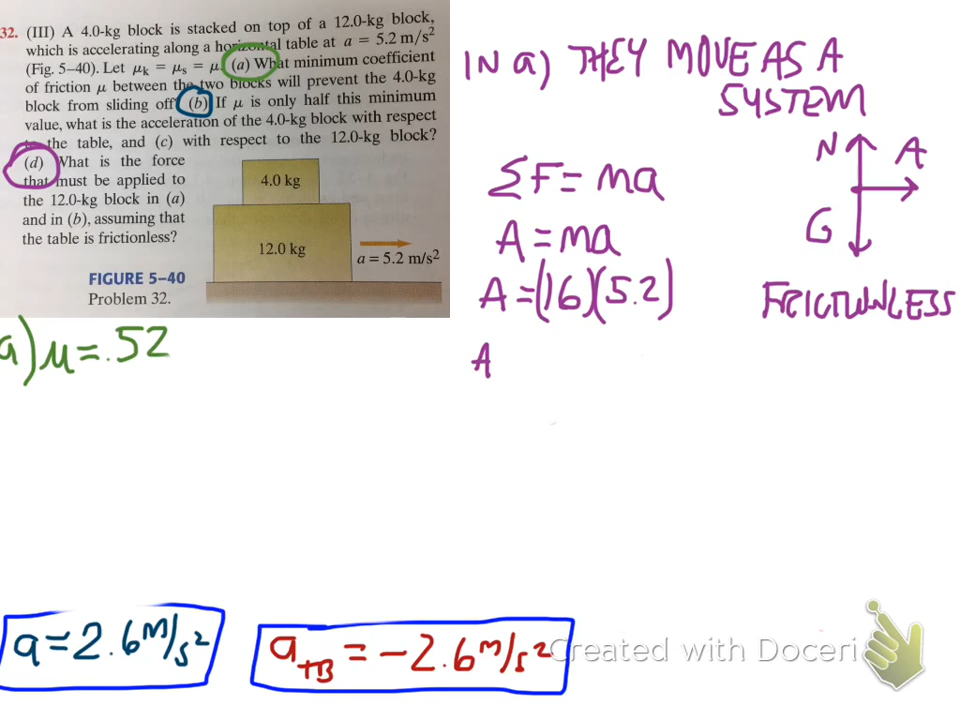 32. (III) A 4.0-kg block is stacked on top of a 12.0-kg block,
which is accelerating along a horizontal table at a = 5.2 m/s²
(Fig. 5–40). Let μk = μs = μ. (a) What minimum coefficient
of friction μ between the two blocks will prevent the 4.0-kg
block from sliding off? (b) If μ is only half this minimum
value, what is the acceleration of the 4.0-kg block with respect
to the table, and (c) with respect to the 12.0-kg block?
(d) What is the force
that must be applied to
the 12.0-kg block in (a)
and in (b), assuming that
the table is frictionless?
4.0 kg
12.0 kg
a = 5.2 m/s²
FIGURE 5–40
Problem 32.
IN a) THEY MOVE AS A
SYSTEM
ΣF = ma
A = ma
A = (16)(5.2)
A
N
A
G
FRICTIONLESS
a) μ = .52
a = 2.6 m/s²
a+B = -2.6 m/s²
Created with Doceri